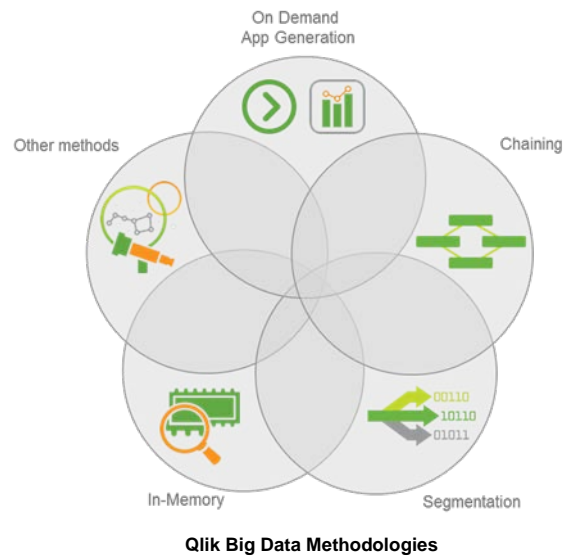 On Demand
App Generation
Other methods
Chaining
00110
10110
01011
In-Memory
Segmentation
Qlik Big Data Methodologies